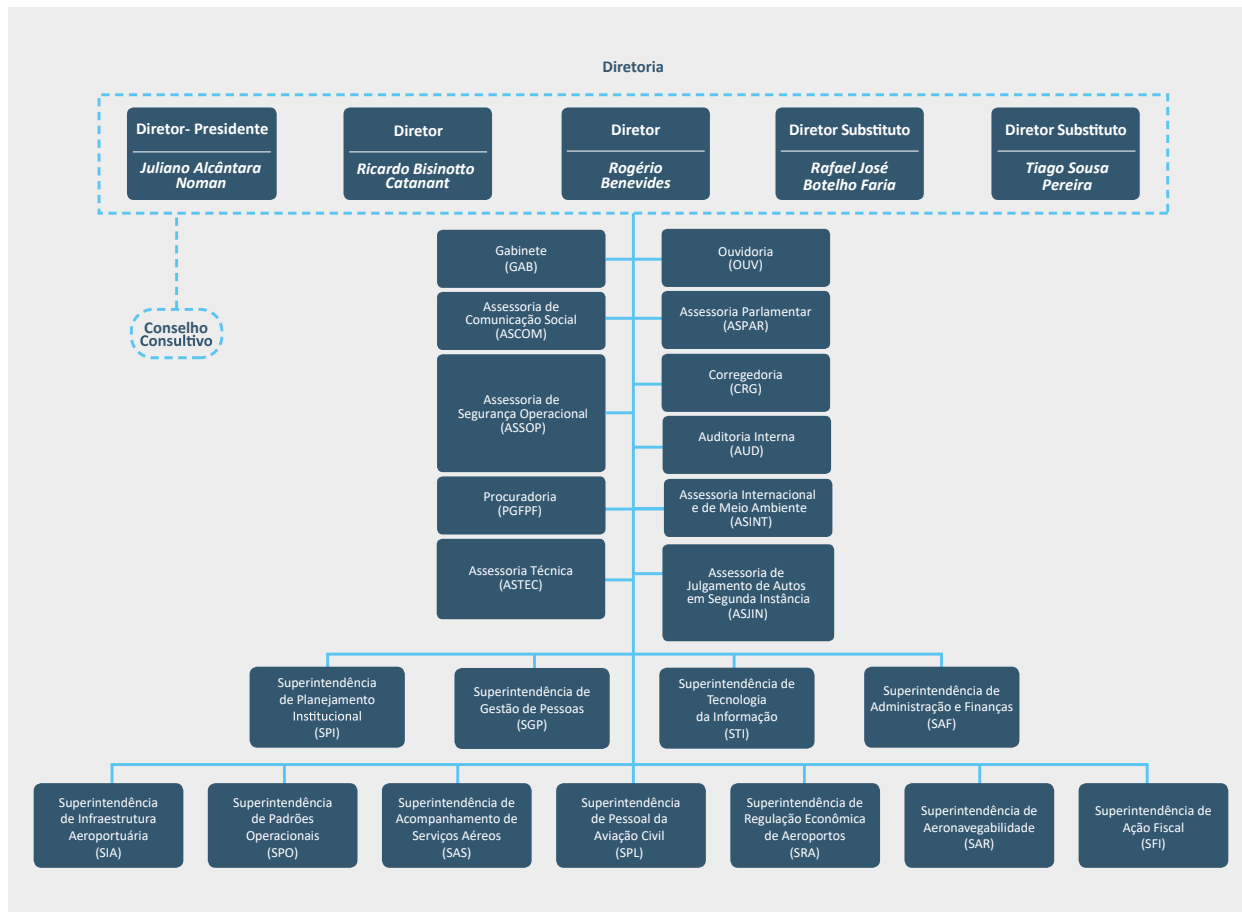 Diretoria
Diretor- Presidente
Juliano Alcântara
Noman
Diretor
Ricardo Bisinotto
Catanant
Diretor
Rogério
Benevides
Diretor Substituto
Rafael José
Botelho Faria
Diretor Substituto
Tiago Sousa
Pereira
Conselho
Consultivo
Gabinete
(GAB)
Ouvidoria
(OUV)
Assessoria de
Comunicação Social
(ASCOM)
Assessoria Parlamentar
(ASPAR)
Assessoria de
Segurança Operacional
(ASSOP)
Corregedoria
(CRG)
Auditoria Interna
(AUD)
Procuradoria
(PGFPF)
Assessoria Internacional
e de Meio Ambiente
(ASINT)
Assessoria Técnica
(ASTEC)
Assessoria de
Julgamento de Autos
em Segunda Instância
(ASJIN)
Superintendência
de Planejamento
Institucional
(SPI)
Superintendência de
Gestão de Pessoas
(SGP)
Superintendência de
Tecnologia
da Informação
(STI)
Superintendência de
Administração e Finanças
(SAF)
Superintendência
de Infraestrutura
Aeroportuária
(SIA)
Superintendência
de Padrões
Operacionais
(SPO)
Superintendência de
Acompanhamento de
Serviços Aéreos
(SAS)
Superintendência
de Pessoal da
Aviação Civil
(SPL)
Superintendência de
Regulação Econômica
de Aeroportos
(SRA)
Superintendência de
Aeronavegabilidade
(SAR)
Superintendência de
Ação Fiscal
(SFI)